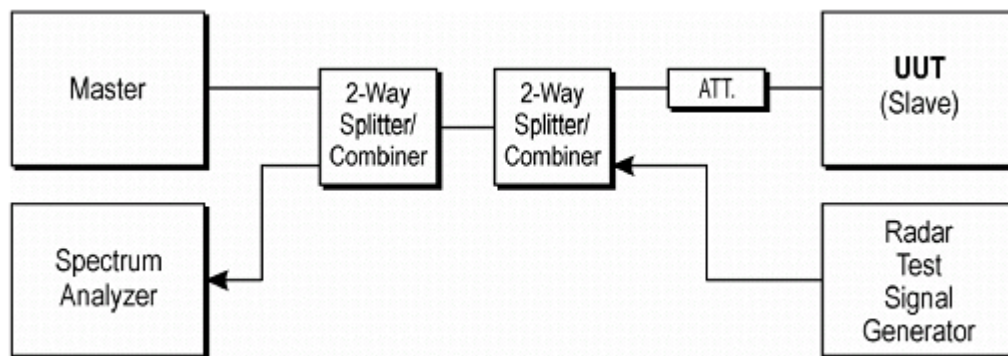 Master
2-Way
Splitter/
Combiner
2-Way
Splitter/
Combiner
ATT.
UUT
(Slave)
Spectrum
Analyzer
Radar
Test
Signal
Generator